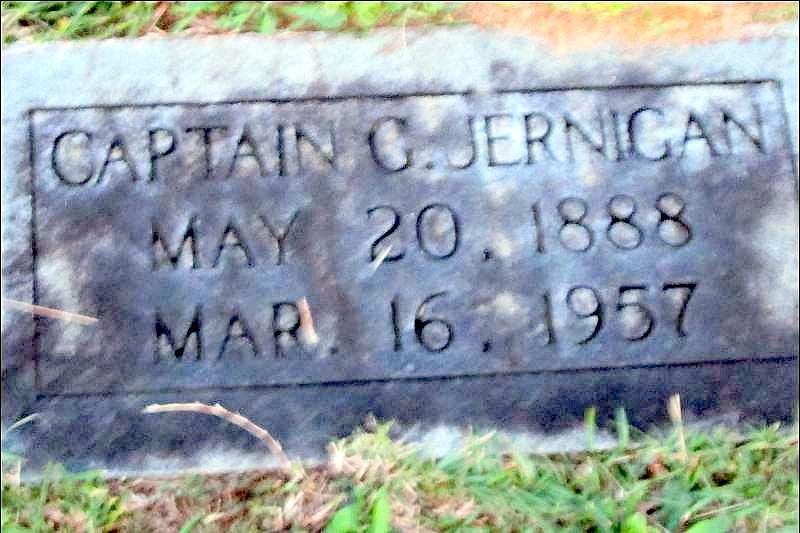 CAPTAIN G. JERNIGAN
MAY 20, 1888
MAR. 16, 1957